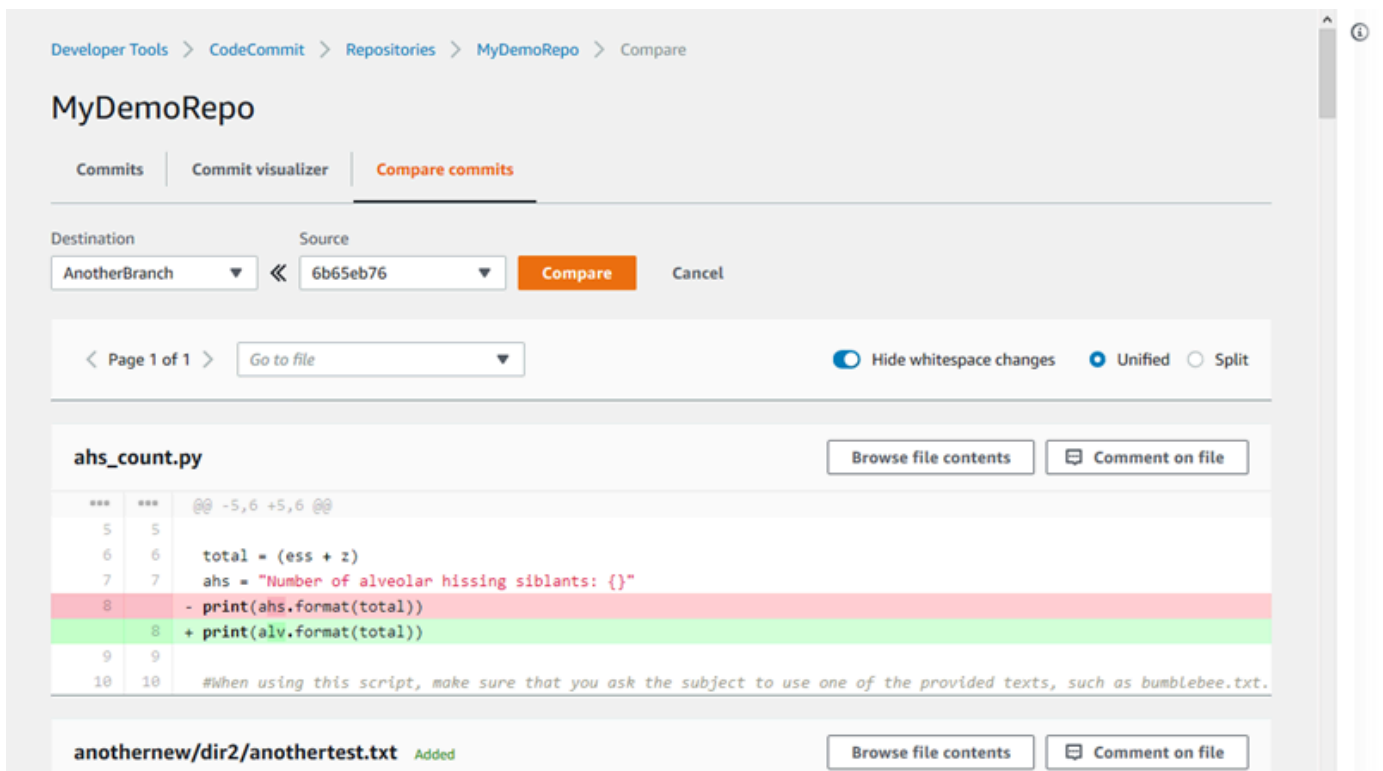 Developer Tools > CodeCommit > Repositories > MyDemoRepo > Compare
MyDemoRepo
Commits Commit visualizer Compare commits
Destination Source
AnotherBranch 6b65eb76 Compare Cancel
Page 1 of 1 Go to file Hide whitespace changes Unified Split
ahs_count.py Browse file contents Comment on file
@@ -5,6 +5,6 @@
5 5
6 6 total = (ess + z)
7 7 ahs = "Number of alveolar hissing siblants: {}"
8 - print(ahs.format(total))
8 + print(alv.format(total))
9 9
10 10 #When using this script, make sure that you ask the subject to use one of the provided texts, such as bumblebee.txt.
anothernew/dir2/anothertest.txt Added Browse file contents Comment on file